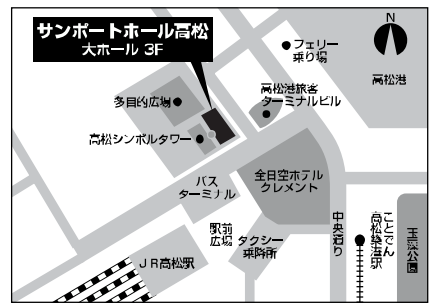 サンポートホール高松
大ホール 3F
N
フェリー
乗り場
高松港
高松港旅客
ターミナルビル
多目的広場
高松シンボルタワー
全日空ホテル
クレメント
バス
ターミナル
駅前
広場
タクシー
乗降所
JR高松駅
中央通り
ことでん
高松築港駅
玉藻公園